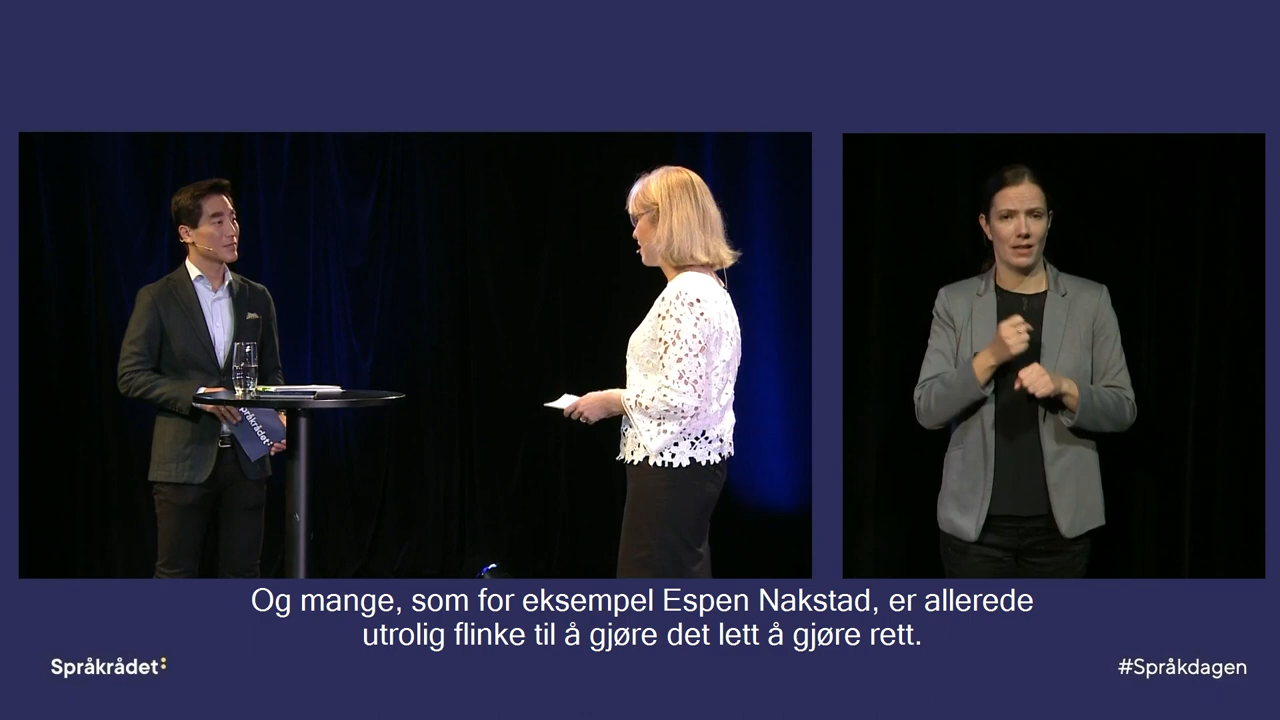 språkrådet:
Og mange, som for eksempel Espen Nakstad, er allerede
utrolig flinke til å gjøre det lett å gjøre rett.
Språkrådet:
#Språkdagen